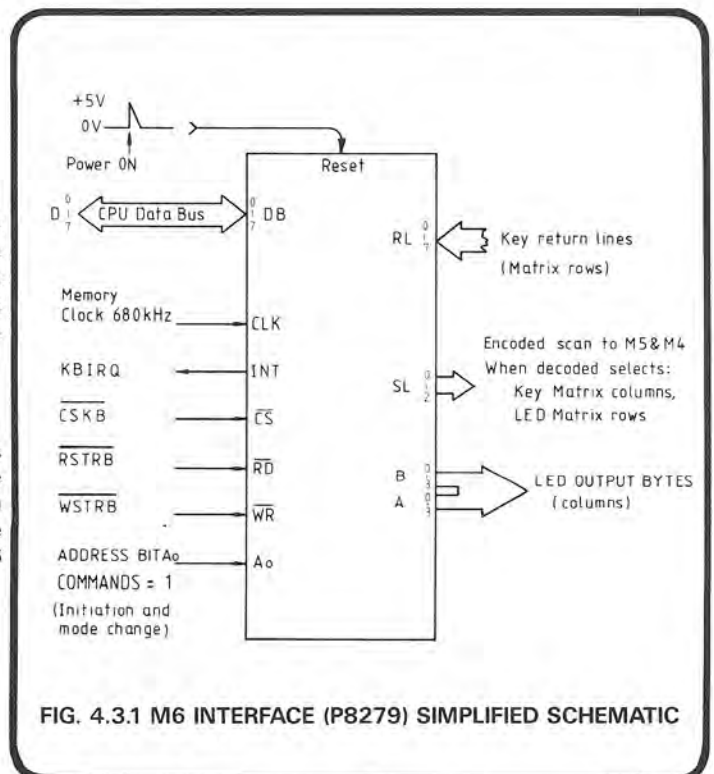 +5V
0V
Power ON
Reset
D 0-7 CPU Data Bus 0-7 DB
RL 0-7 Key return lines
(Matrix rows)
Memory
Clock 680kHz CLK
Encoded scan to M5&M4
KBIRQ INT
When decoded selects:
SL 0-2 Key Matrix columns,
CSKB CS
LED Matrix rows
RSTRB RD
B 0-3 LED OUTPUT BYTES
WSTRB WR
A 0-3 (columns)
ADDRESS BIT Ao Ao
COMMANDS = 1
(Initiation and
mode change)
FIG. 4.3.1 M6 INTERFACE (P8279) SIMPLIFIED SCHEMATIC